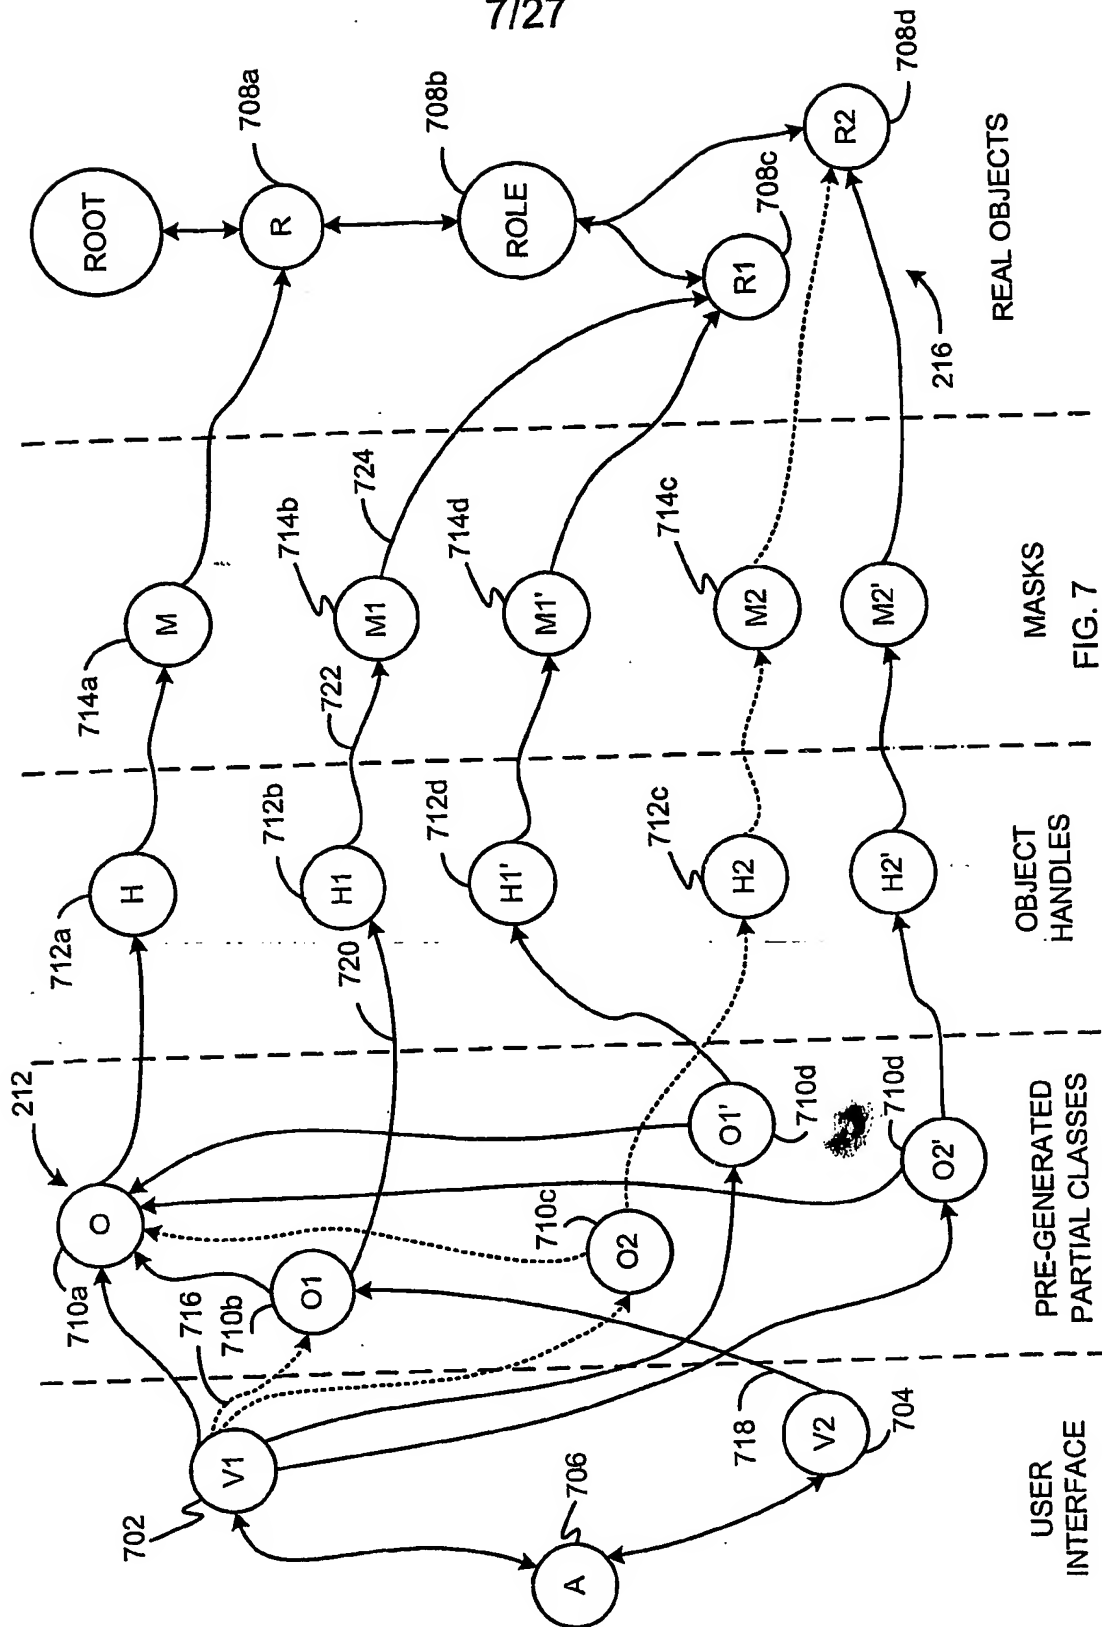 7/27
ROOT
R
708a
ROLE
708b
R1
708c
R2
708d
216
REAL OBJECTS
M
714a
M1
714b
724
M1'
714d
M2
714c
M2'
MASKS
FIG. 7
H
712a
H1
712b
722
H1'
712d
H2
712c
H2'
OBJECT
HANDLES
720
212
O
710a
O1
710b
716
O2
710c
O1'
710d
O2'
710d
PRE-GENERATED
PARTIAL CLASSES
V1
702
A
706
V2
704
718
USER
INTERFACE